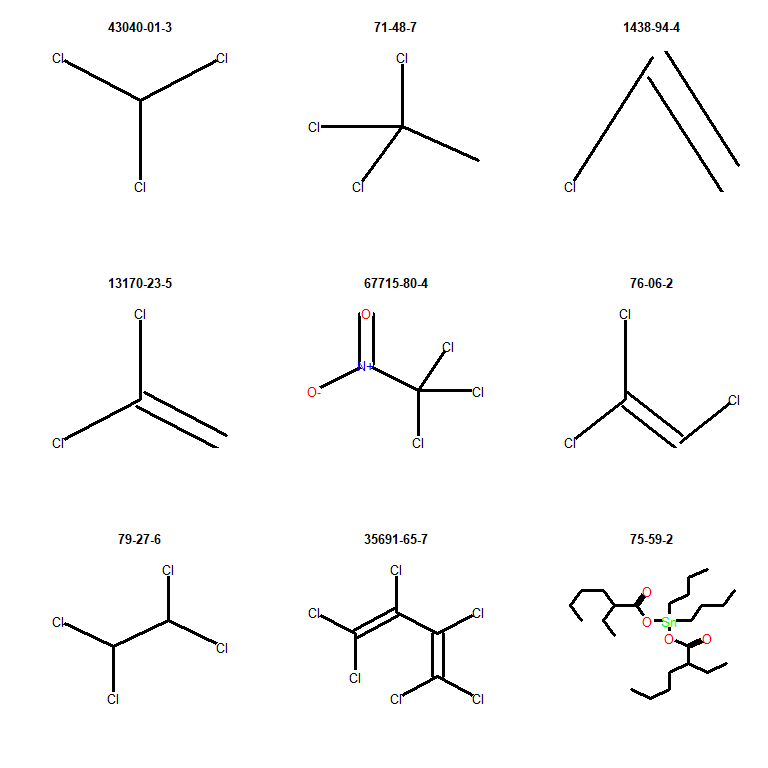 43040-01-3
71-48-7
1438-94-4
Cl Cl Cl
Cl Cl Cl
Cl
13170-23-5
67715-80-4
76-06-2
Cl Cl
O N+ O- Cl Cl Cl
Cl Cl Cl
79-27-6
35691-65-7
75-59-2
Cl Cl Cl Cl
Cl Cl Cl Cl Cl Cl
O O Sn O O